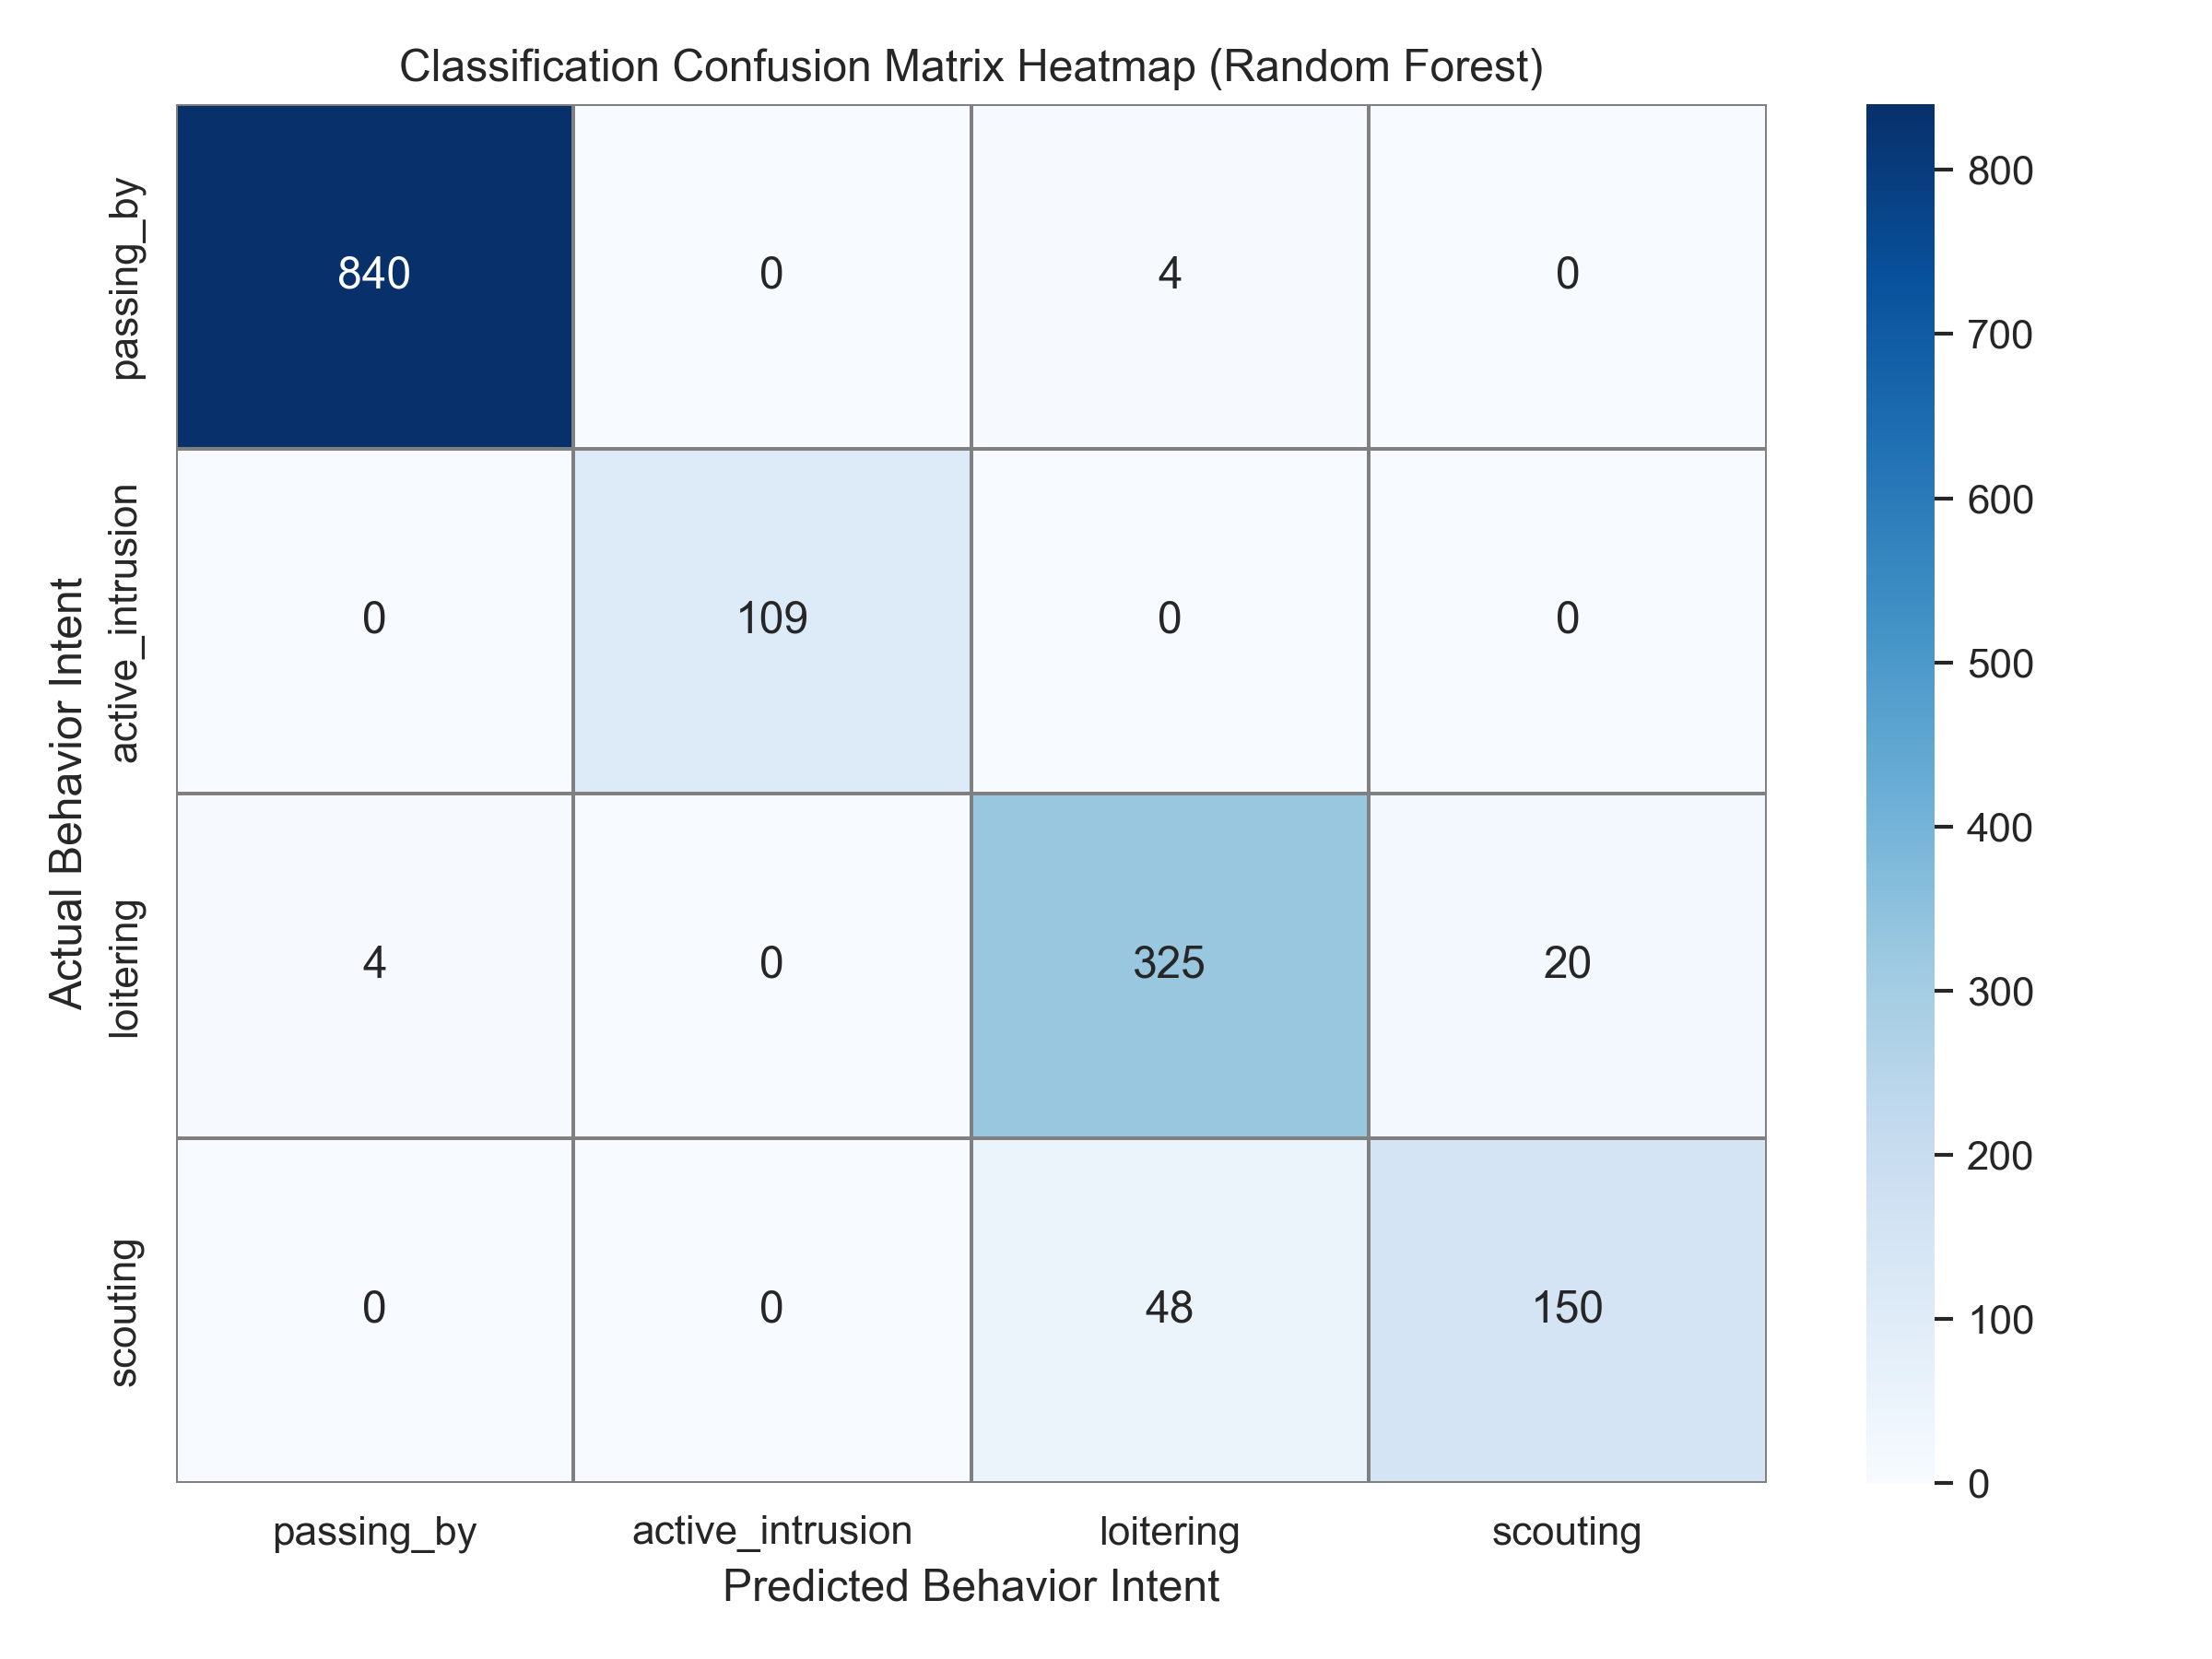 Classification Confusion Matrix Heatmap (Random Forest)
Actual Behavior Intent
passing_by
840 0 4 0
active_intrusion
0 109 0 0
loitering
4 0 325 20
scouting
0 0 48 150
passing_by active_intrusion loitering scouting
Predicted Behavior Intent
800
700
600
500
400
300
200
100
0